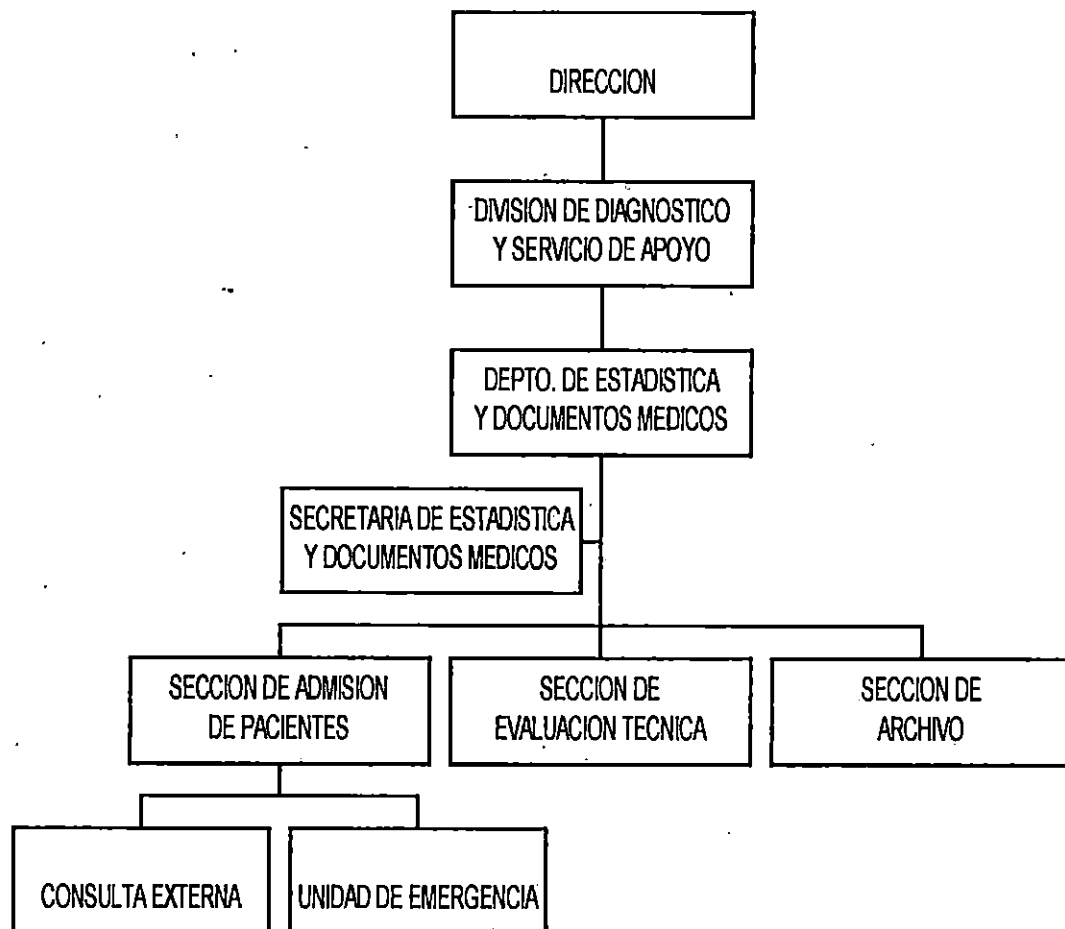 DIRECCION
DIVISION DE DIAGNOSTICO
Y SERVICIO DE APOYO
DEPTO. DE ESTADISTICA
Y DOCUMENTOS MEDICOS
SECRETARIA DE ESTADISTICA
Y DOCUMENTOS MEDICOS
SECCION DE ADMISION
DE PACIENTES
SECCION DE
EVALUACION TECNICA
SECCION DE
ARCHIVO
CONSULTA EXTERNA
UNIDAD DE EMERGENCIA